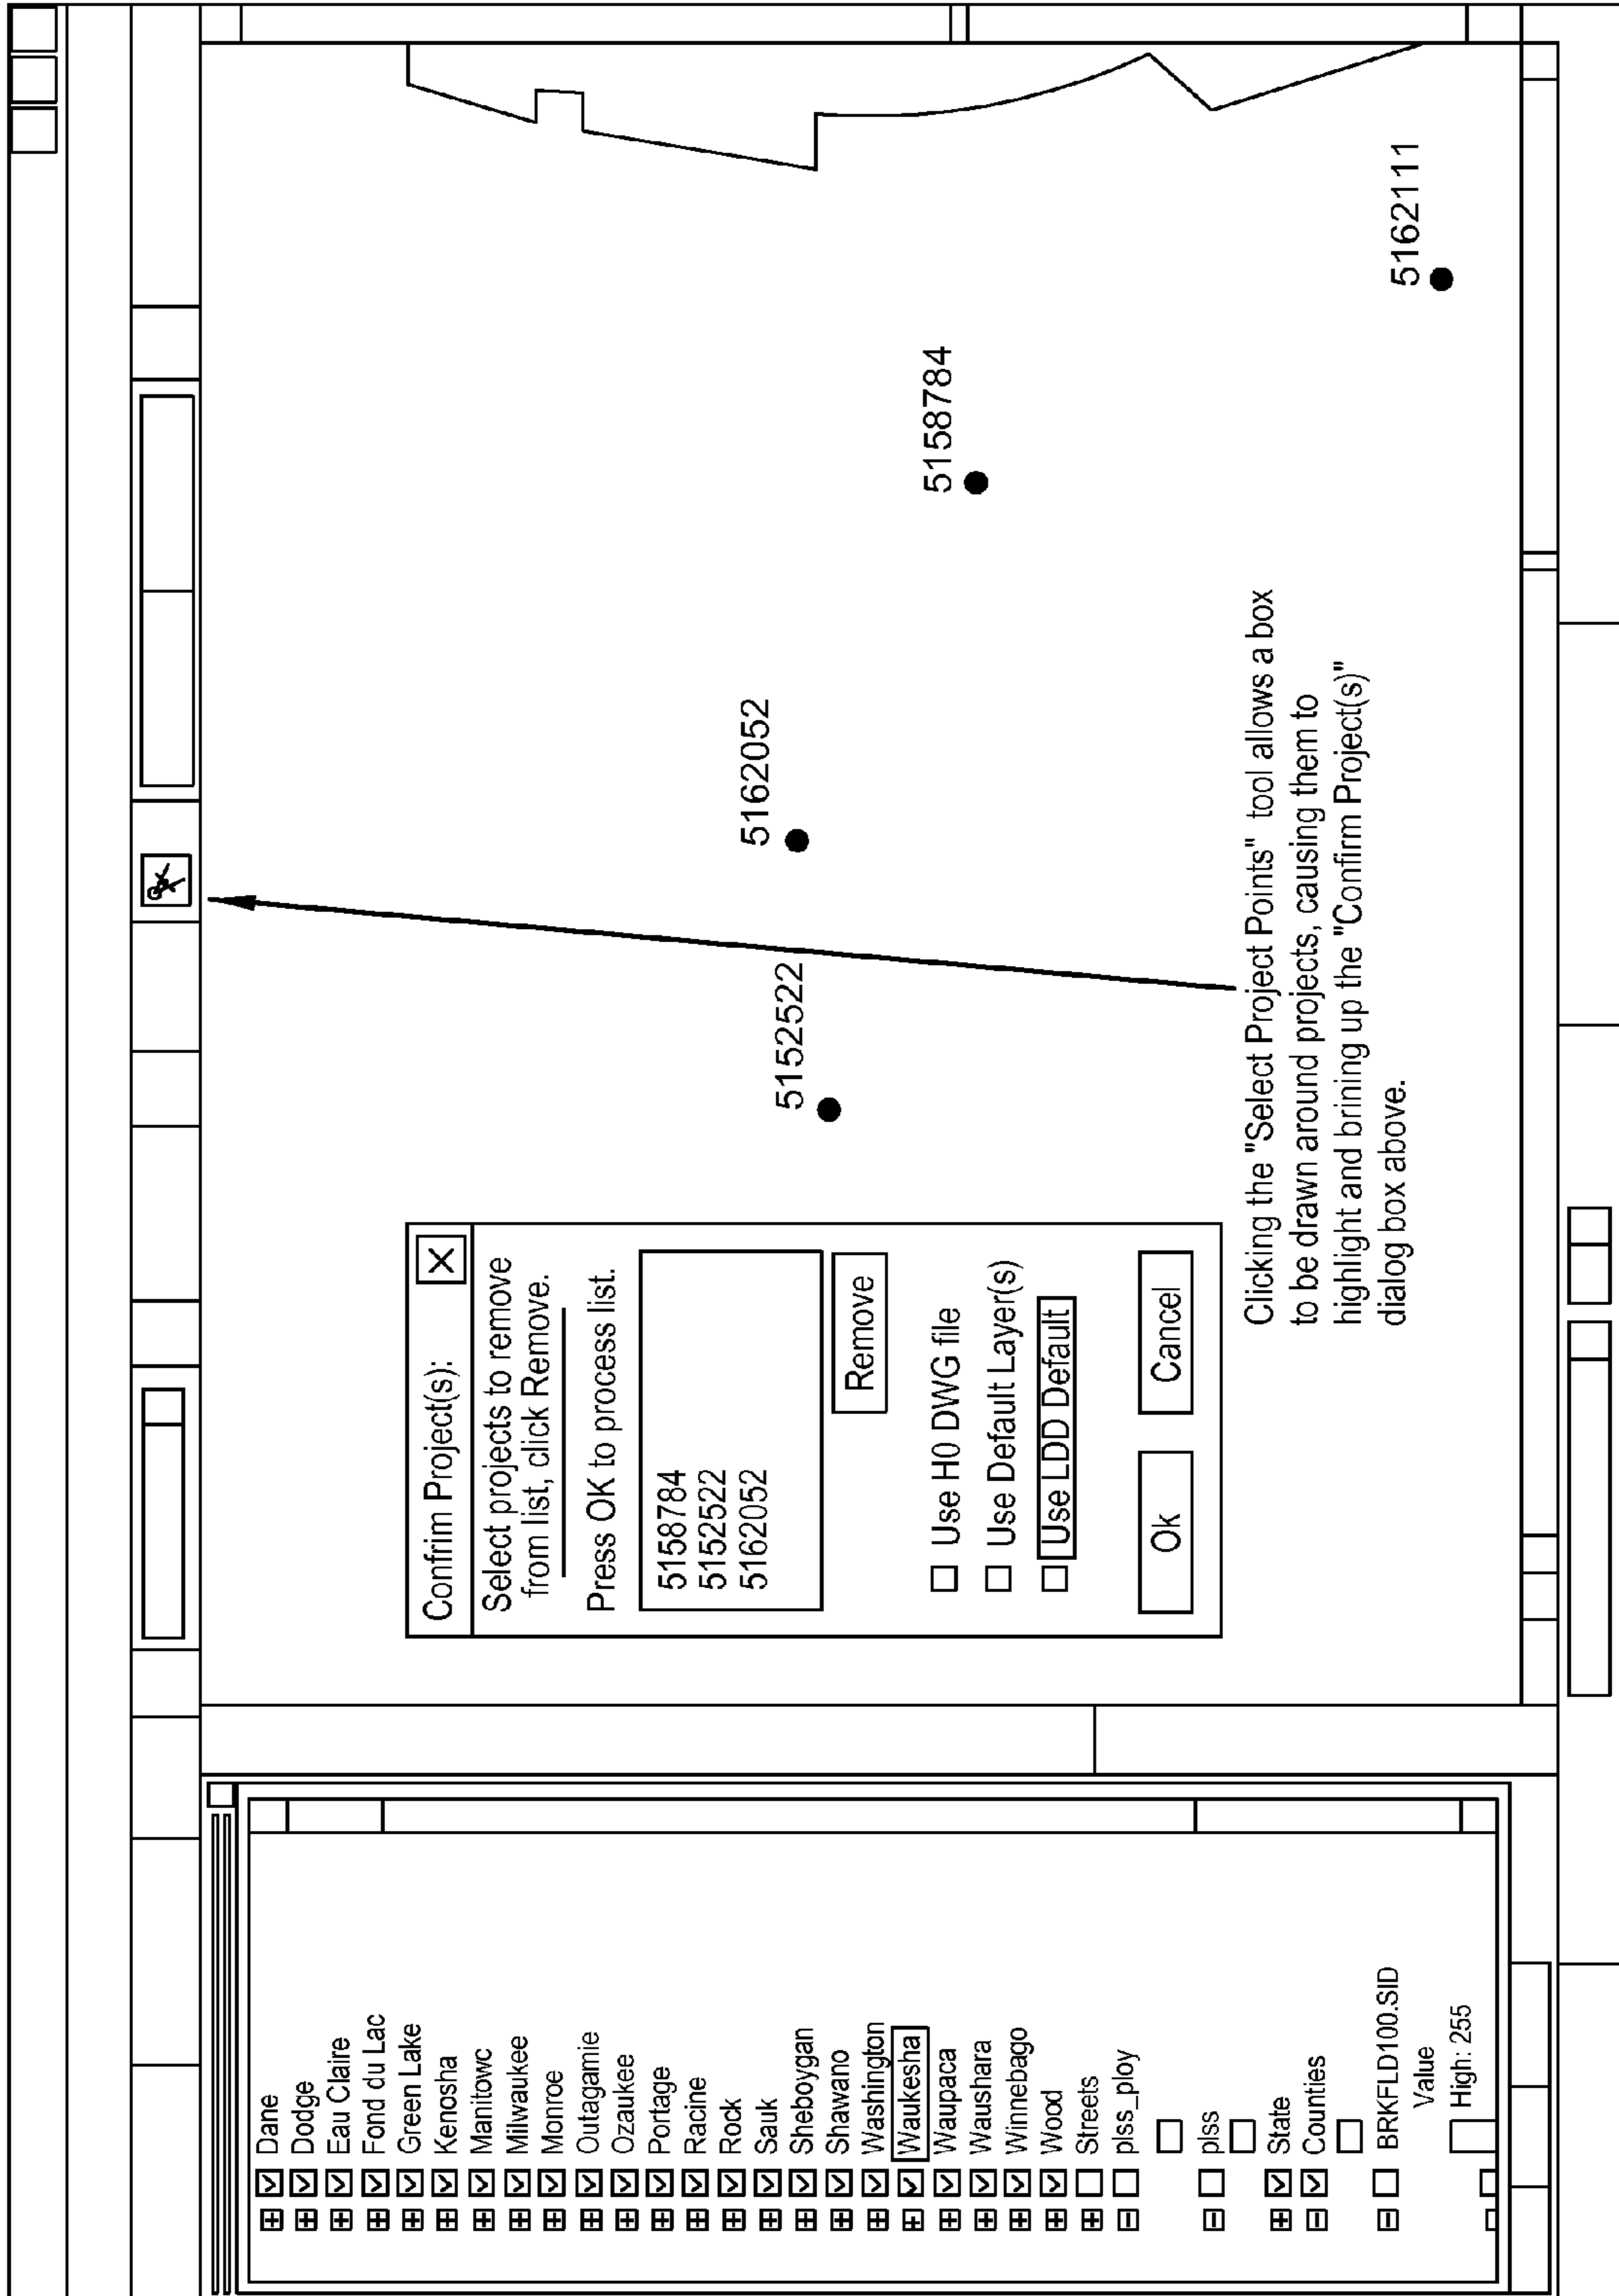 Dane
Dodge
Eau Claire
Fond du Lac
Green Lake
Kenosha
Manitowc
Milwaukee
Monroe
Outagamie
Ozaukee
Portage
Racine
Rock
Sauk
Sheboygan
Shawano
Washington
Waukesha
Waupaca
Waushara
Winnebago
Wood
Streets
plss_ploy
plss
State
Counties
BRKFLD100.SID
Value
High: 255
Confrim Project(s):
Select projects to remove
from list, click Remove.
Press OK to process list.
5158784
5152522
5162052
Remove
Use H0 DWG file
Use Default Layer(s)
Use LDD Default
Ok
Cancel
5152522
5162052
5158784
5162111
Clicking the "Select Project Points" tool allows a box
to be drawn around projects, causing them to
highlight and brining up the "Confirm Project(s)"
dialog box above.